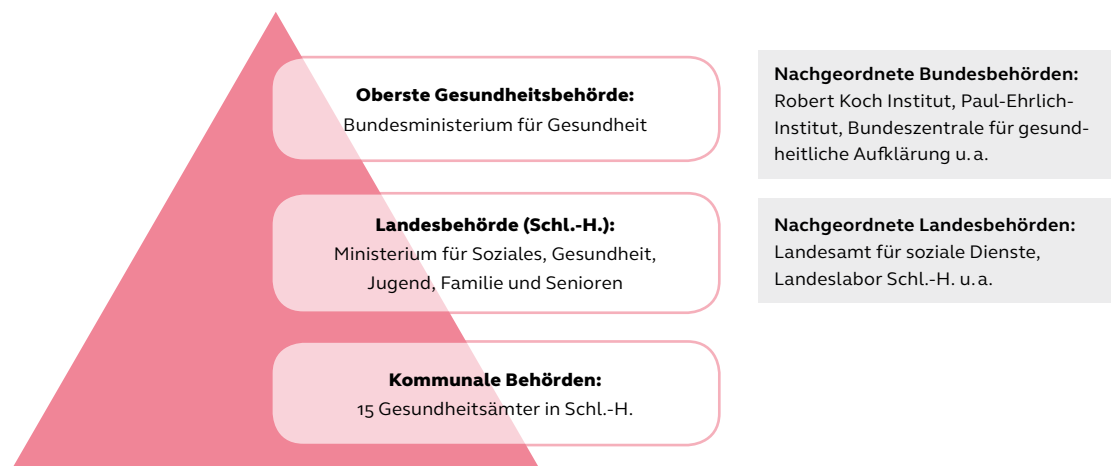 Oberste Gesundheitsbehörde:
Bundesministerium für Gesundheit
Nachgeordnete Bundesbehörden:
Robert Koch Institut, Paul-Ehrlich-
Institut, Bundeszentrale für gesund-
heitliche Aufklärung u. a.
Landesbehörde (Schl.-H.):
Ministerium für Soziales, Gesundheit,
Jugend, Familie und Senioren
Nachgeordnete Landesbehörden:
Landesamt für soziale Dienste,
Landeslabor Schl.-H. u. a.
Kommunale Behörden:
15 Gesundheitsämter in Schl.-H.